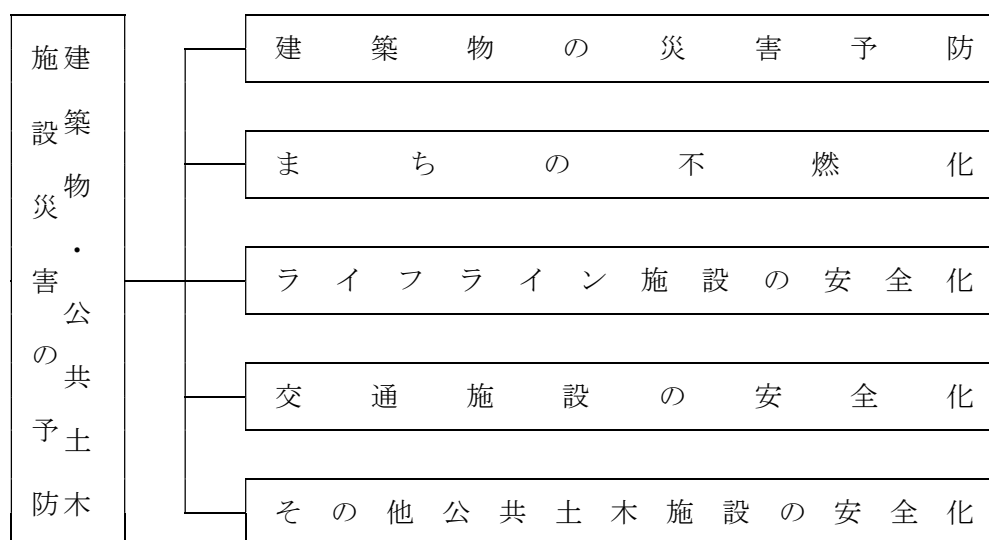 建築物・公共土木
施設災害の予防
建築物の災害予防
まちの不燃化
ライフライン施設の安全化
交通施設の安全化
その他公共土木施設の安全化